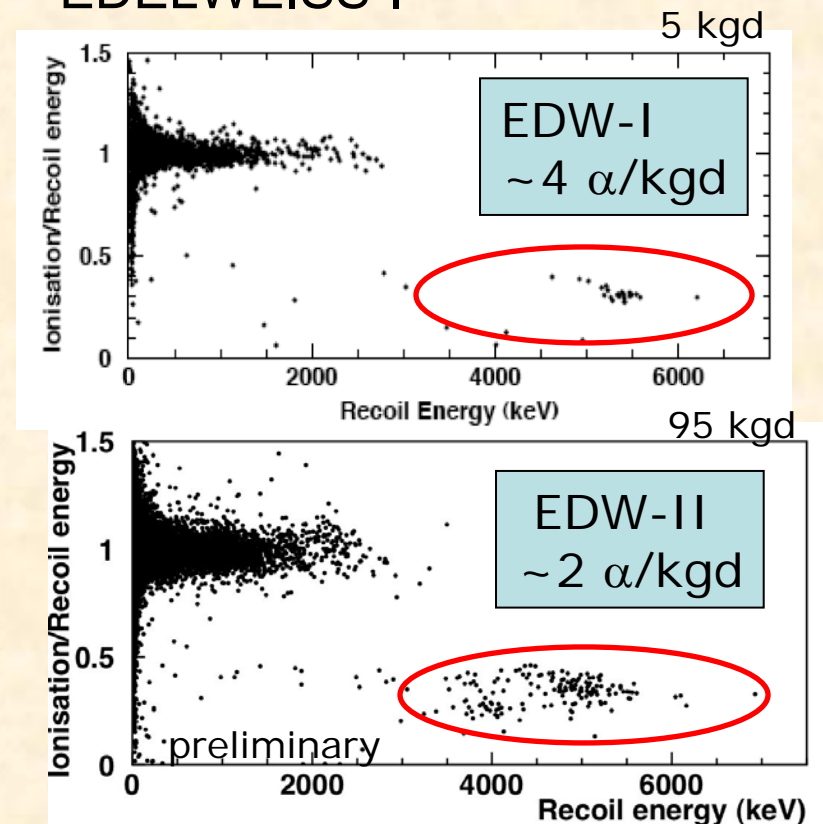 EDELWEISS I
5 kgd
1.5
1
0.5
0
Ionisation/Recoil energy
EDW-I
~4 α/kgd
0 2000 4000 6000
Recoil Energy (keV)
95 kgd
1.5
1
0.5
0
Ionisation/Recoil energy
EDW-II
~2 α/kgd
preliminary
0 2000 4000 6000
Recoil energy (keV)